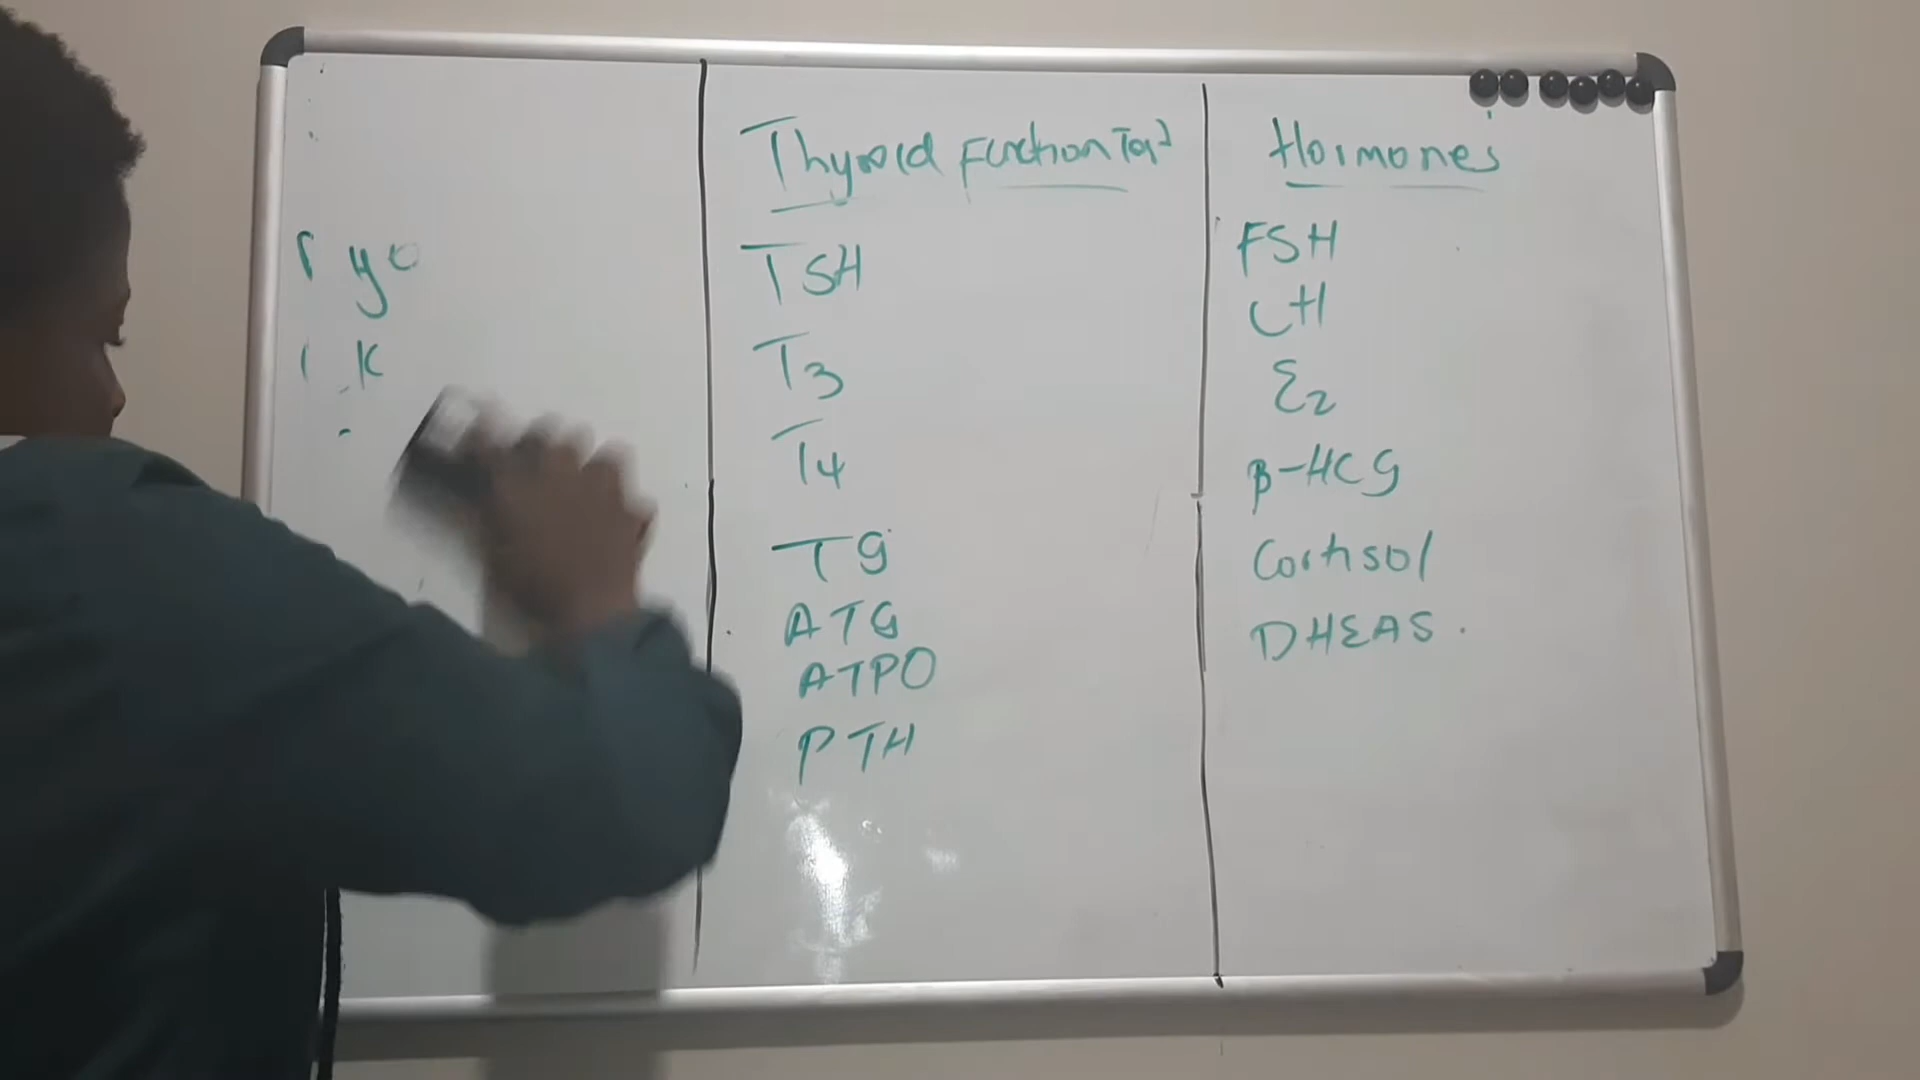 Thyroid Function Test
TSH
T3
T4
TG
ATG
ATPO
PTH
Hormones
FSH
LH
E2
β-HCG
Cortisol
DHEAS.